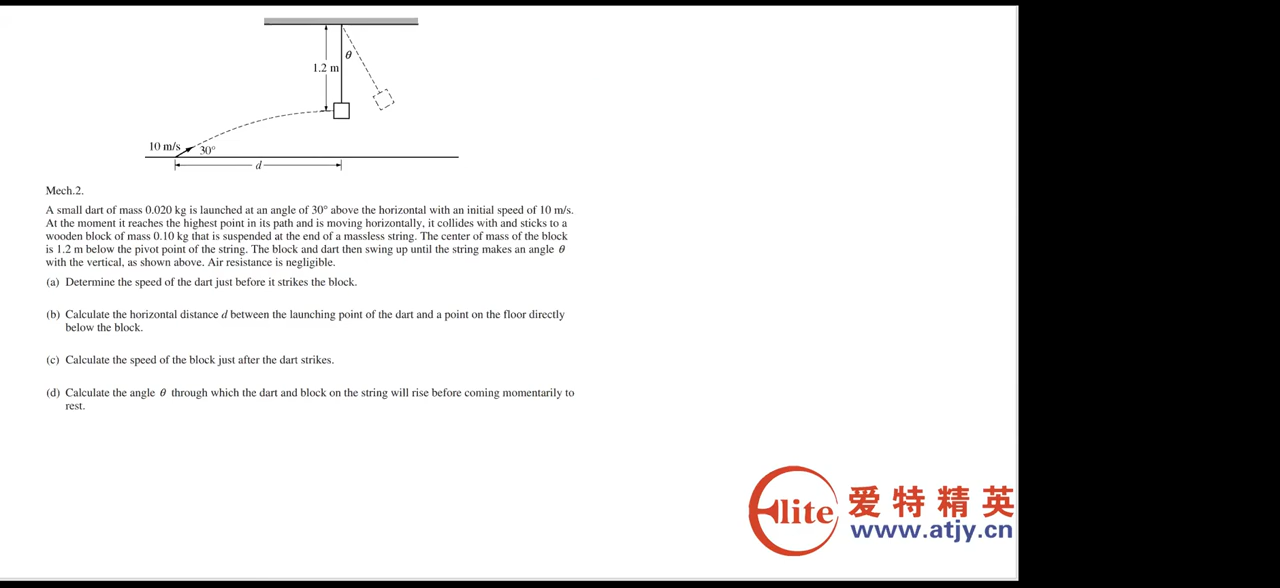 θ
1.2 m
10 m/s
30°
d
Mech.2.
A small dart of mass 0.020 kg is launched at an angle of 30° above the horizontal with an initial speed of 10 m/s.
At the moment it reaches the highest point in its path and is moving horizontally, it collides with and sticks to a
wooden block of mass 0.10 kg that is suspended at the end of a massless string. The center of mass of the block
is 1.2 m below the pivot point of the string. The block and dart then swing up until the string makes an angle θ
with the vertical, as shown above. Air resistance is negligible.
(a) Determine the speed of the dart just before it strikes the block.
(b) Calculate the horizontal distance d between the launching point of the dart and a point on the floor directly
below the block.
(c) Calculate the speed of the block just after the dart strikes.
(d) Calculate the angle θ through which the dart and block on the string will rise before coming momentarily to
rest.
Elite 爱特精英
www.atjy.cn